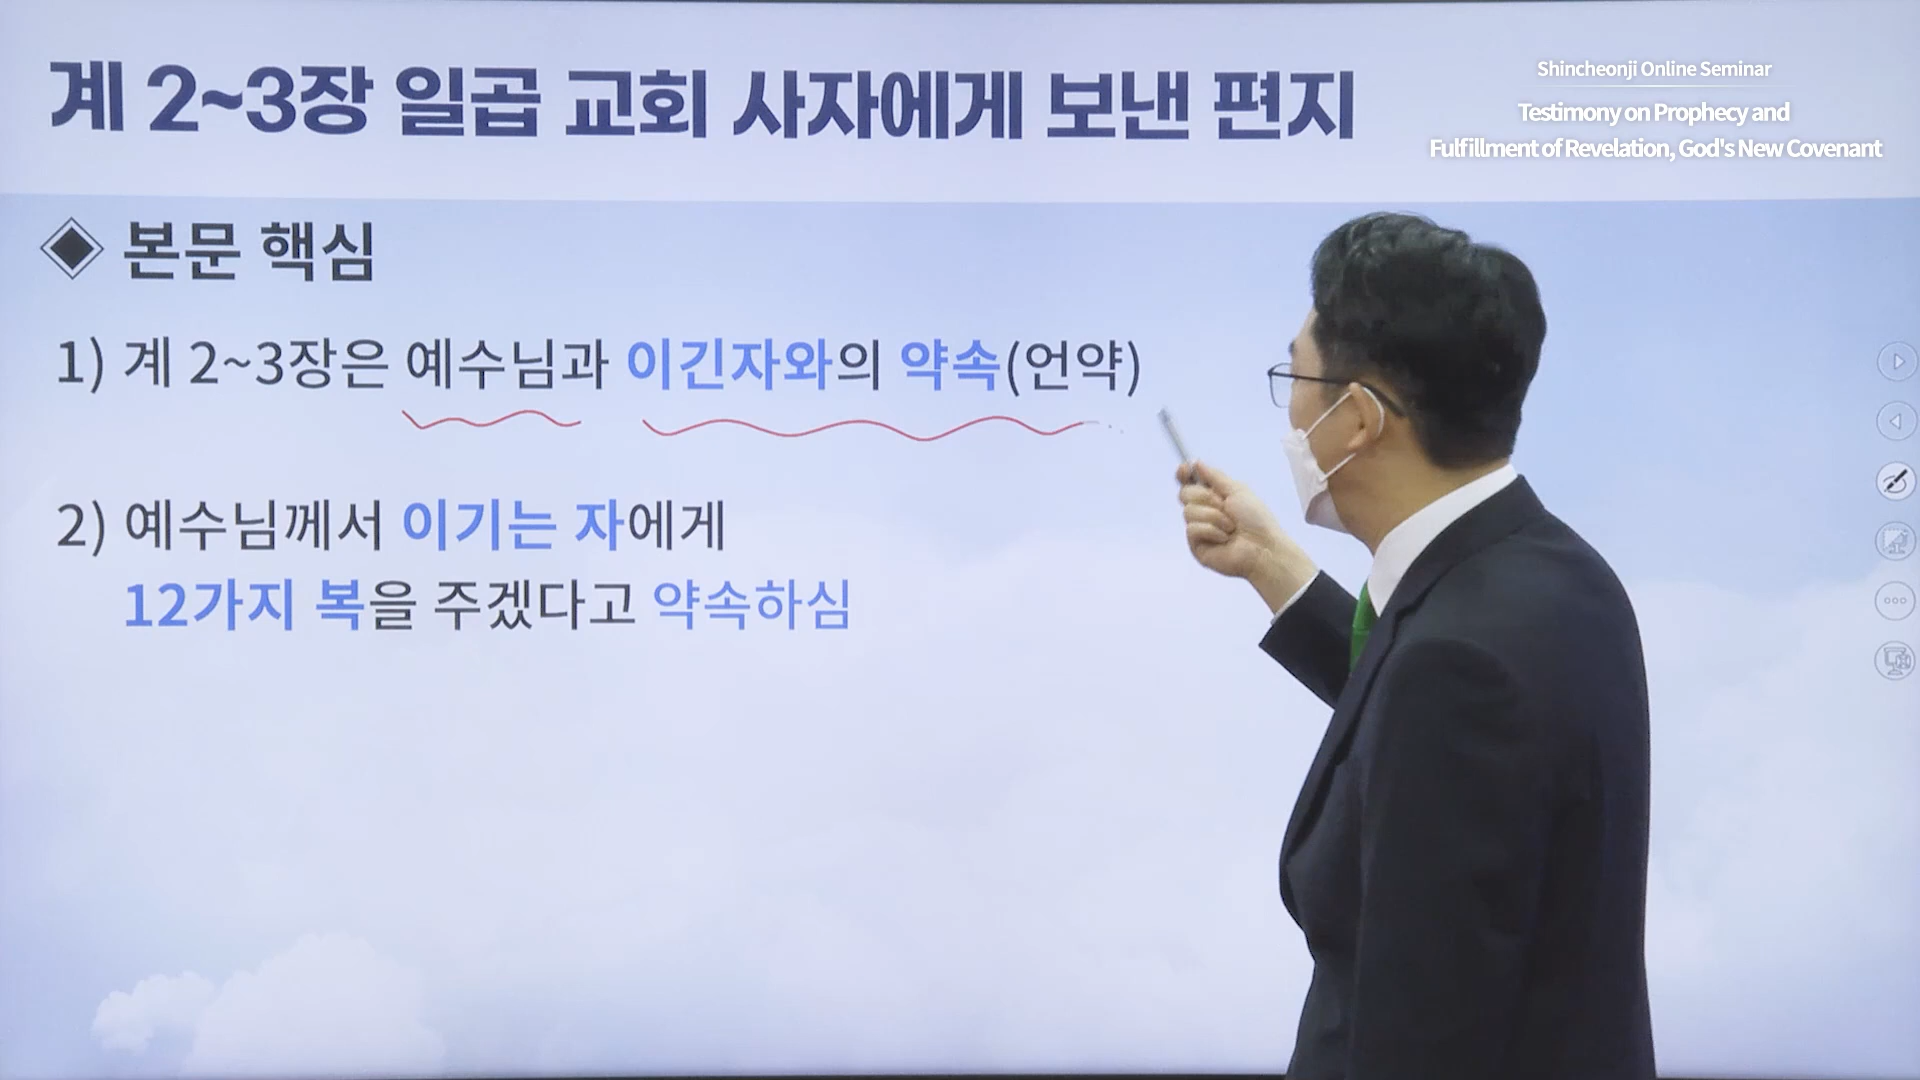 계 2~3장 일곱 교회 사자에게 보낸 편지
Shincheonji Online Seminar
Testimony on Prophecy and
Fulfillment of Revelation, God's New Covenant
본문 핵심
1) 계 2~3장은 예수님과 이긴자와의 약속(언약)
2) 예수님께서 이기는 자에게
12가지 복을 주겠다고 약속하심